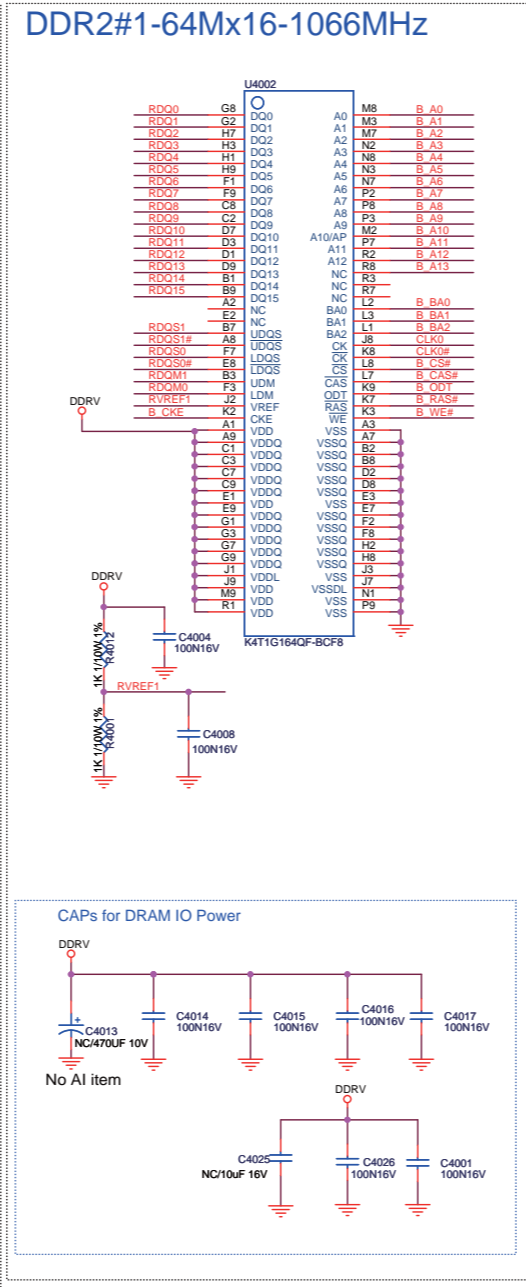 DDR2#1-64Mx16-1066MHz
U4002
RDQ0 G8 DQ0 A0 M8 B_A0
RDQ1 G2 DQ1 A1 M3 B_A1
RDQ2 H7 DQ2 A2 M7 B_A2
RDQ3 H3 DQ3 A3 N2 B_A3
RDQ4 H1 DQ4 A4 N8 B_A4
RDQ5 H9 DQ5 A5 N3 B_A5
RDQ6 F1 DQ6 A6 N7 B_A6
RDQ7 F9 DQ7 A7 P2 B_A7
RDQ8 C8 DQ8 A8 P8 B_A8
RDQ9 C2 DQ9 A9 P3 B_A9
RDQ10 D7 DQ10 A10/AP M2 B_A10
RDQ11 D3 DQ11 A11 P7 B_A11
RDQ12 D1 DQ12 A12 R2 B_A12
RDQ13 D9 DQ13 NC R8 B_A13
RDQ14 B1 DQ14 NC R3
RDQ15 B9 DQ15 NC R7
A2 NC BA0 L2 B_BA0
E2 NC BA1 L3 B_BA1
RDQS1 B7 UDQS BA2 L1 B_BA2
RDQS1# A8 UDQS CK J8 CLK0
RDQS0 F7 LDQS CK K8 CLK0#
RDQS0# E8 LDQS CS L8 B_CS#
RDQM1 B3 UDM CAS L7 B_CAS#
RDQM0 F3 LDM ODT K9 B_ODT
RVREF1 J2 VREF RAS K7 B_RAS#
B_CKE K2 CKE WE K3 B_WE#
DDRV
A1 VDD VSS A3
A9 VDDQ VSSQ A7
C1 VDDQ VSSQ B2
C3 VDDQ VSSQ B8
C7 VDDQ VSSQ D2
C9 VDDQ VSSQ D8
E1 VDD VSS E3
E9 VDDQ VSSQ E7
G1 VDDQ VSSQ F2
G3 VDDQ VSSQ F8
G7 VDDQ VSSQ H2
G9 VDDQ VSSQ H8
J1 VDDL VSS J3
J9 VDD VSSDL J7
M9 VDD VSS N1
R1 VDD VSS P9
K4T1G164QF-BCF8
DDRV
1K 1/10W 1%
R4012
C4004
100N16V
RVREF1
1K 1/10W 1%
R4001
C4008
100N16V
CAPs for DRAM IO Power
DDRV
+
C4013
NC/470UF 10V
C4014
100N16V
C4015
100N16V
C4016
100N16V
C4017
100N16V
No AI item
DDRV
C4025
NC/10uF 16V
C4026
100N16V
C4001
100N16V